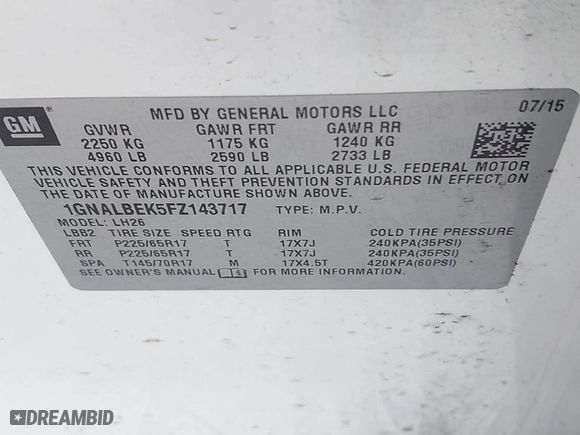 GM
MFD BY GENERAL MOTORS LLC 07/15
GVWR GAWR FRT GAWR RR
2250 KG 1175 KG 1240 KG
4960 LB 2590 LB 2733 LB
THIS VEHICLE CONFORMS TO ALL APPLICABLE U.S. FEDERAL MOTOR
VEHICLE SAFETY AND THEFT PREVENTION STANDARDS IN EFFECT ON
THE DATE OF MANUFACTURE SHOWN ABOVE.
1GNALBEK5FZ143717 TYPE: M.P.V.
MODEL: LH26
LBB2 TIRE SIZE SPEED RTG RIM COLD TIRE PRESSURE
FRT P225/65R17 T 17X7J 240KPA(35PSI)
RR P225/65R17 T 17X7J 240KPA(35PSI)
SPA T145/70R17 M 17X4.5T 420KPA(60PSI)
SEE OWNER'S MANUAL FOR MORE INFORMATION.
DREAMBID